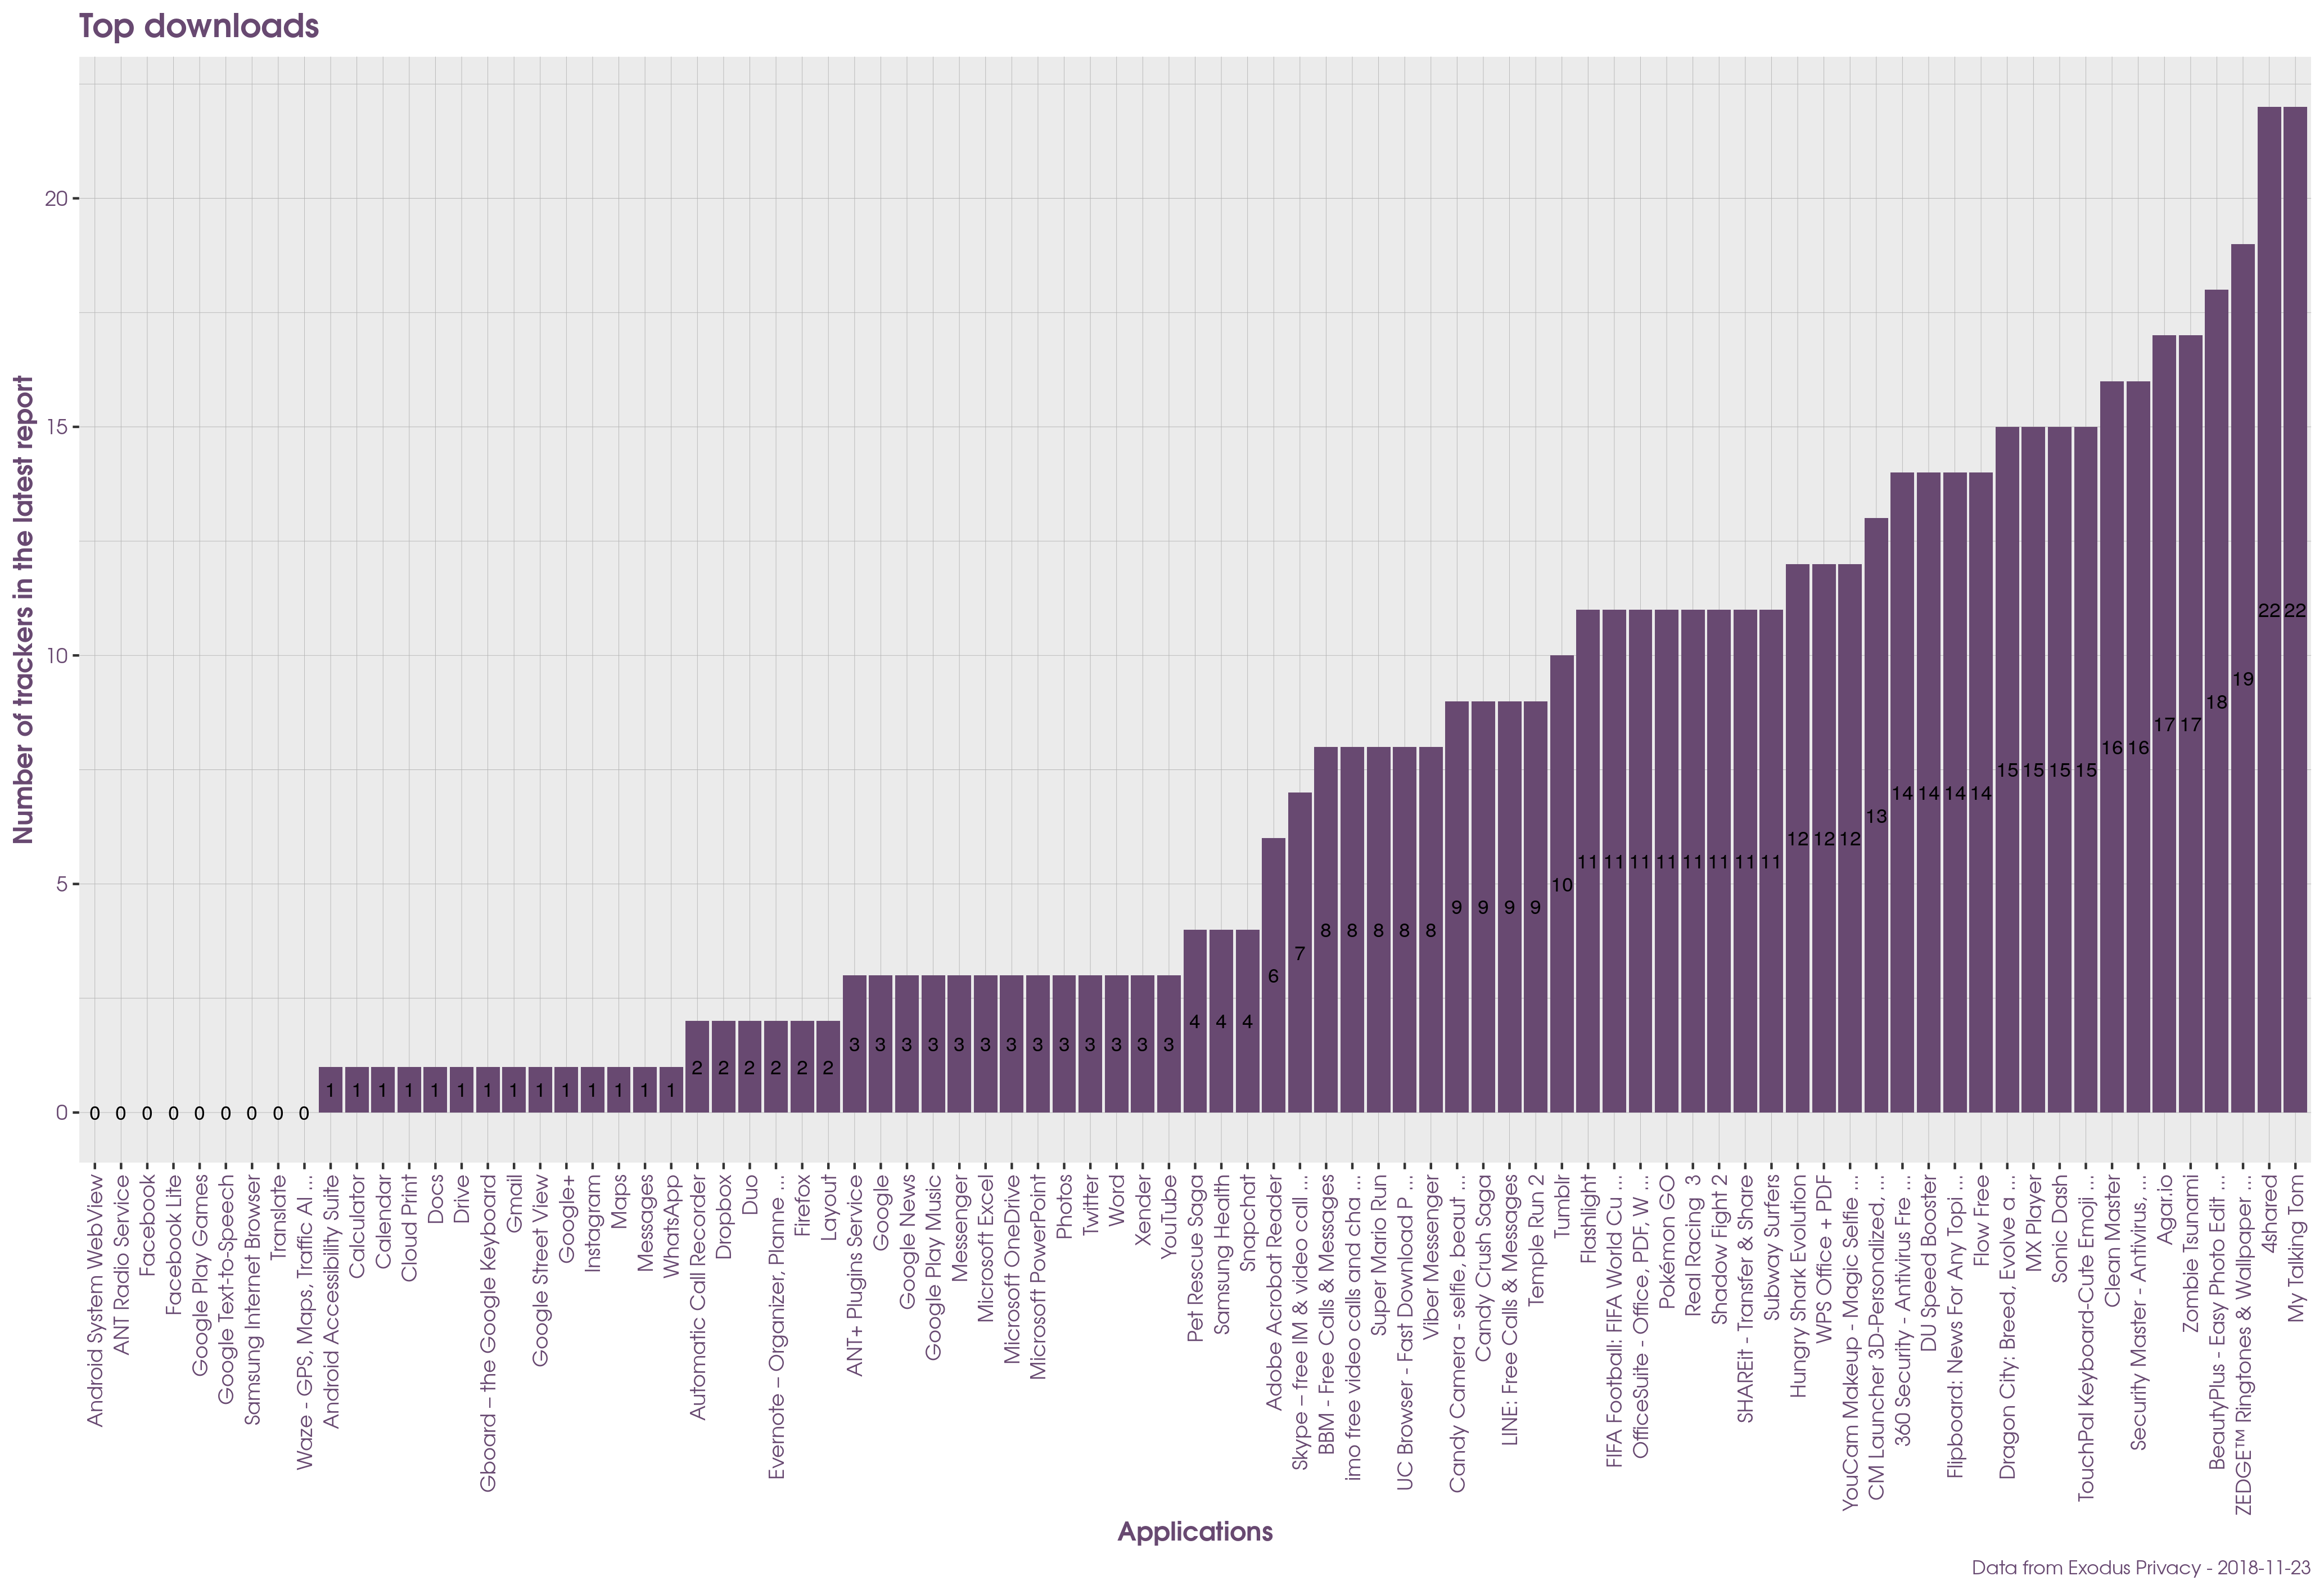 Top downloads
Number of trackers in the latest report
20
15
10
5
0
0 0 0 0 0 0 0 0 0 1 1 1 1 1 1 1 1 1 1 1 1 1 1 2 2 2 2 2 2 3 3 3 3 3 3 3 3 3 3 3 3 3 4 4 4 6 7 8 8 8 8 8 9 9 9 9 10 11 11 11 11 11 11 11 11 12 12 12 13 14 14 14 14 15 15 15 15 16 16 17 17 18 19 22 22
Android System WebView
ANT Radio Service
Facebook
Facebook Lite
Google Play Games
Google Text-to-Speech
Samsung Internet Browser
Translate
Waze - GPS, Maps, Traffic Al ...
Android Accessibility Suite
Calculator
Calendar
Cloud Print
Docs
Drive
Gboard – the Google Keyboard
Gmail
Google Street View
Google+
Instagram
Maps
Messages
WhatsApp
Automatic Call Recorder
Dropbox
Duo
Evernote – Organizer, Planne ...
Firefox
Layout
ANT+ Plugins Service
Google
Google News
Google Play Music
Messenger
Microsoft Excel
Microsoft OneDrive
Microsoft PowerPoint
Photos
Twitter
Word
Xender
YouTube
Pet Rescue Saga
Samsung Health
Snapchat
Adobe Acrobat Reader
Skype – free IM & video call ...
BBM - Free Calls & Messages
imo free video calls and cha ...
Super Mario Run
UC Browser - Fast Download P ...
Viber Messenger
Candy Camera - selfie, beaut ...
Candy Crush Saga
LINE: Free Calls & Messages
Temple Run 2
Tumblr
Flashlight
FIFA Football: FIFA World Cu ...
OfficeSuite - Office, PDF, W ...
Pokémon GO
Real Racing 3
Shadow Fight 2
SHAREit - Transfer & Share
Subway Surfers
Hungry Shark Evolution
WPS Office + PDF
YouCam Makeup - Magic Selfie ...
CM Launcher 3D-Personalized, ...
360 Security - Antivirus Fre ...
DU Speed Booster
Flipboard: News For Any Topi ...
Flow Free
Dragon City: Breed, Evolve a ...
MX Player
Sonic Dash
TouchPal Keyboard-Cute Emoji ...
Clean Master
Security Master - Antivirus, ...
Agar.io
Zombie Tsunami
BeautyPlus - Easy Photo Edit ...
ZEDGE™ Ringtones & Wallpaper ...
4shared
My Talking Tom
Applications
Data from Exodus Privacy - 2018-11-23